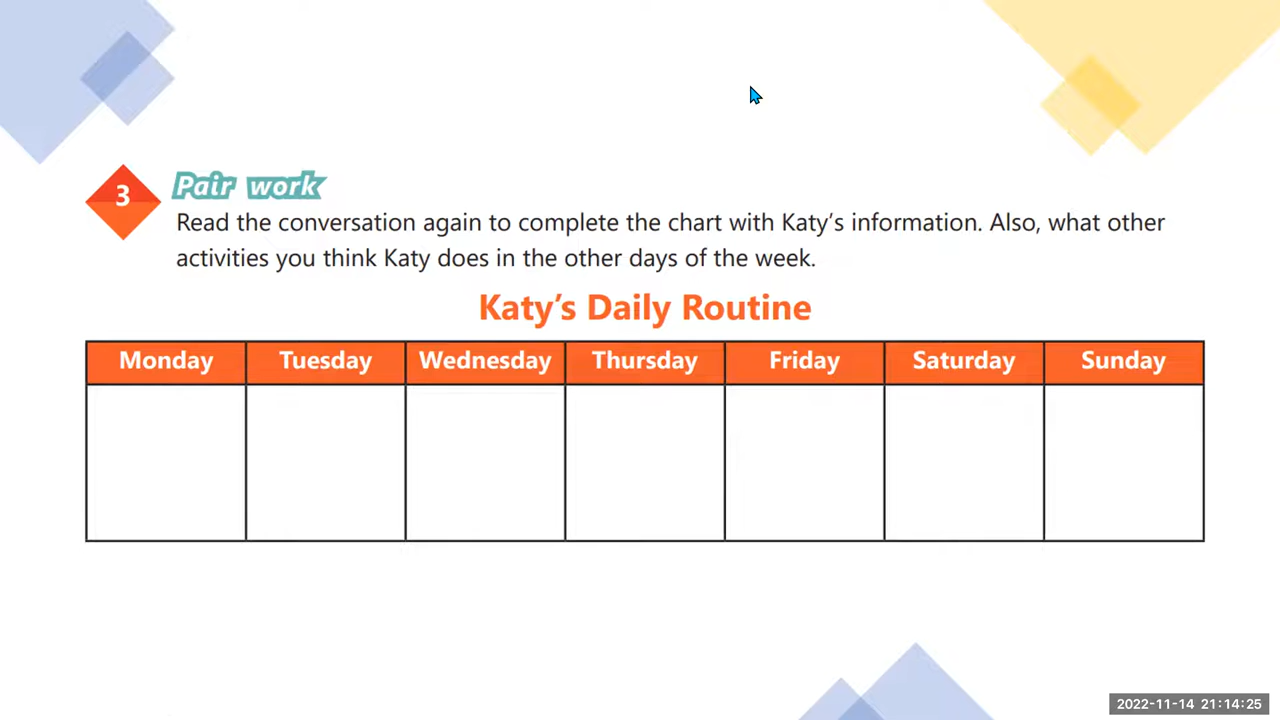 3
Pair work
Read the conversation again to complete the chart with Katy's information. Also, what other
activities you think Katy does in the other days of the week.
Katy's Daily Routine
Monday Tuesday Wednesday Thursday Friday Saturday Sunday
2022-11-14 21:14:25